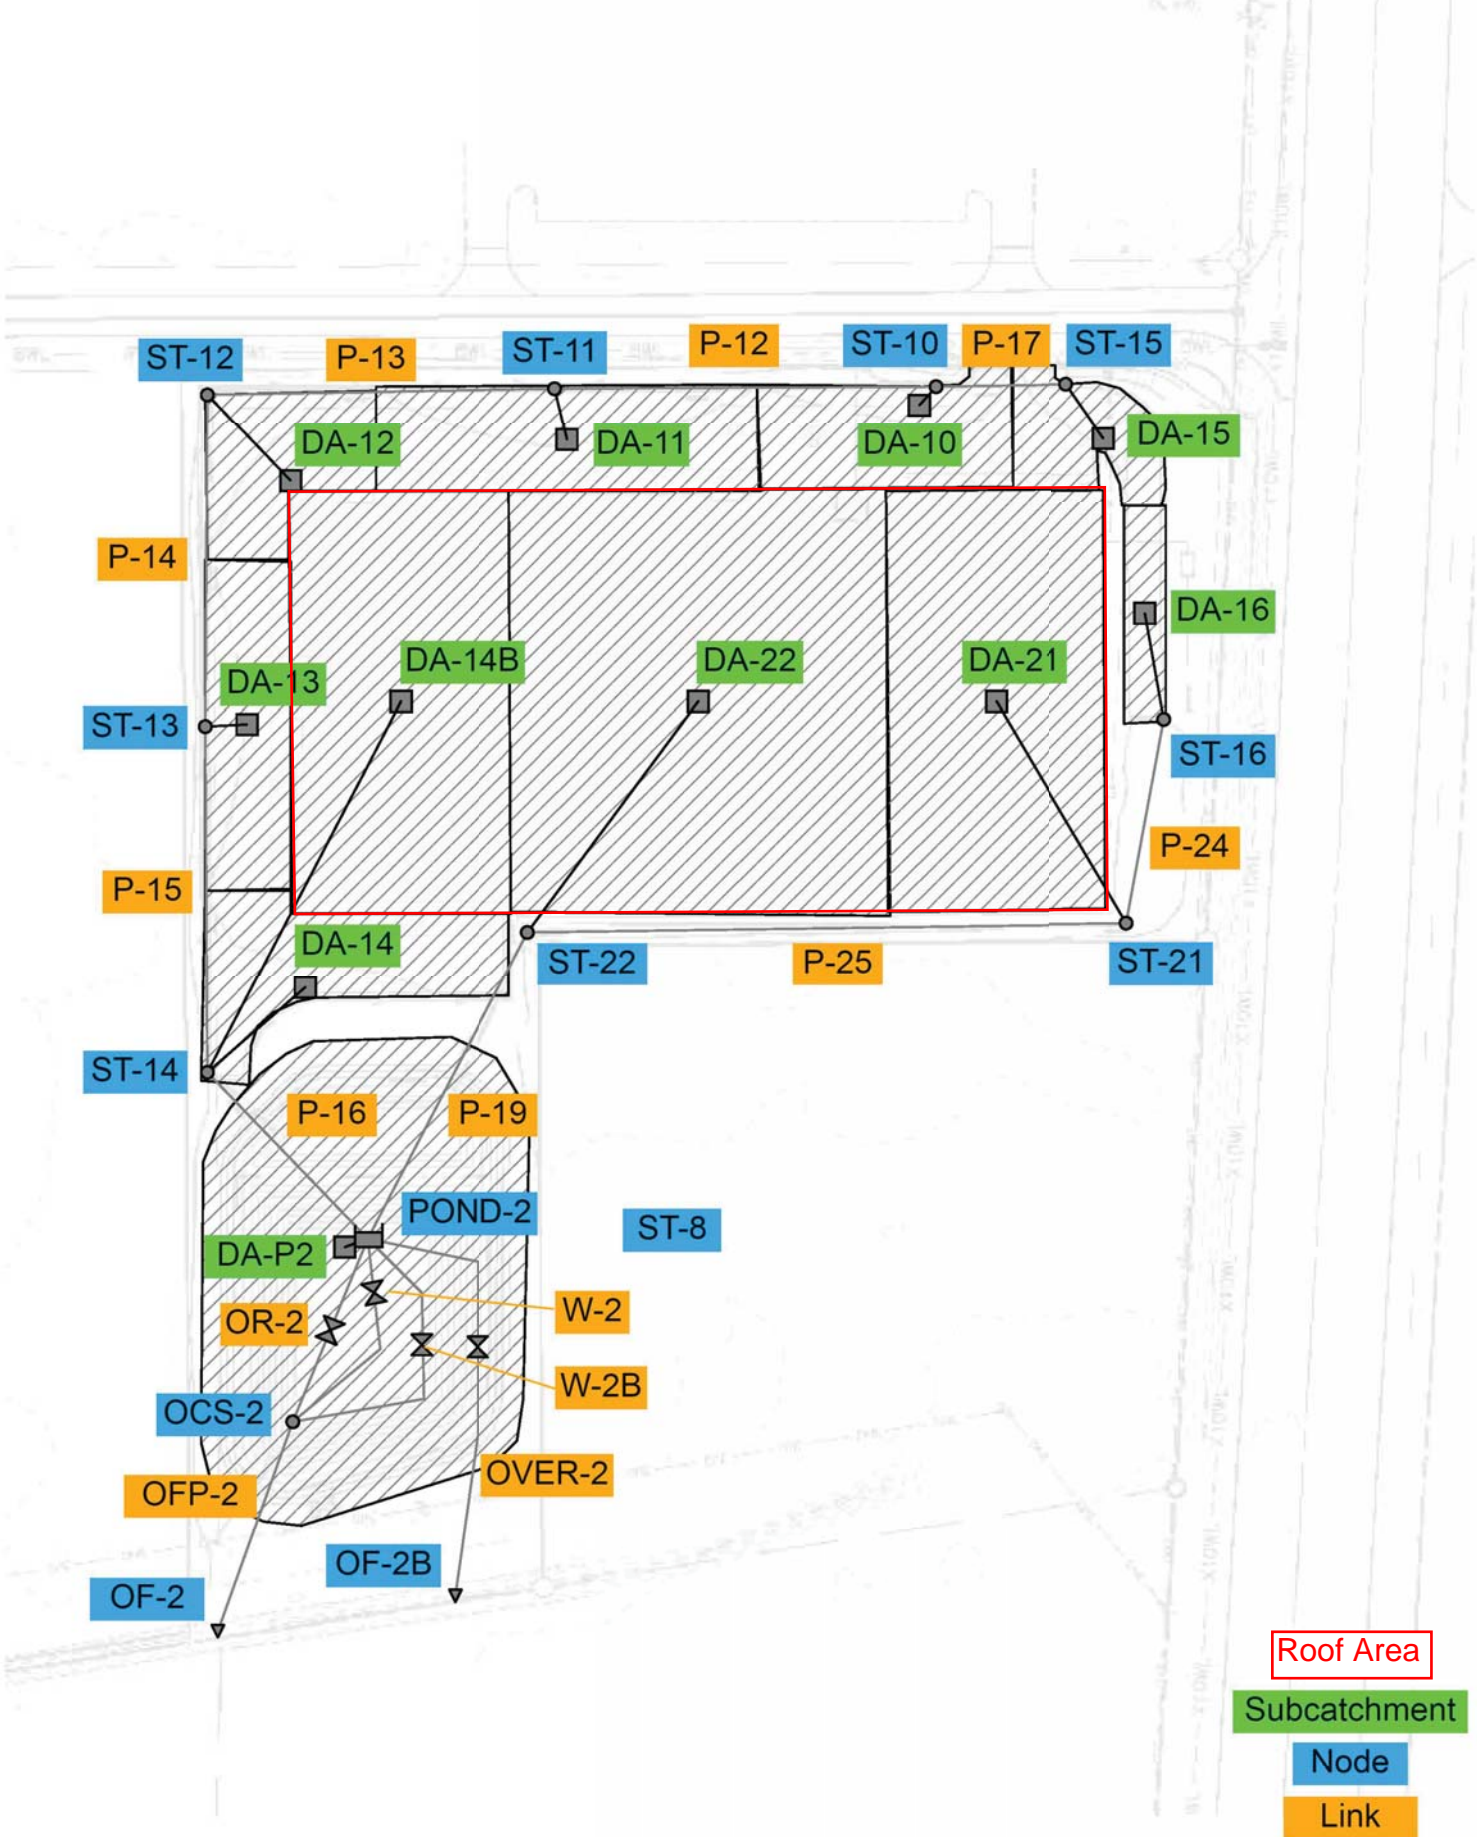 ST-12
P-13
ST-11
P-12
ST-10
P-17
ST-15
DA-12
DA-11
DA-10
DA-15
P-14
DA-16
DA-14B
DA-22
DA-21
DA-13
ST-13
ST-16
P-24
P-15
DA-14
ST-22
P-25
ST-21
ST-14
P-16
P-19
POND-2
ST-8
DA-P2
OR-2
W-2
W-2B
OCS-2
OVER-2
OFP-2
OF-2B
OF-2
Roof Area
Subcatchment
Node
Link